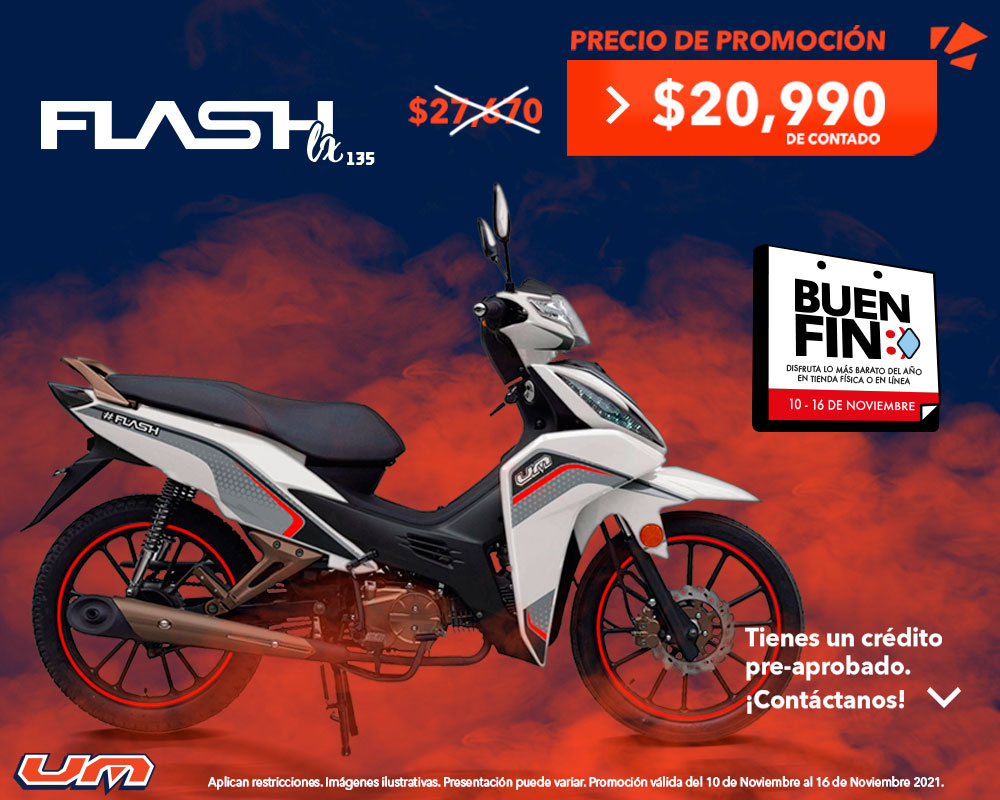 PRECIO DE PROMOCIÓN
$27,670
> $20,990
DE CONTADO
FLASH
lx 135
BUEN
FIN
DISFRUTA LO MÁS BARATO DEL AÑO
EN TIENDA FÍSICA O EN LÍNEA
10 - 16 DE NOVIEMBRE
#FLASH
UM
Tienes un crédito
pre-aprobado.
¡Contáctanos!
UM
Aplican restricciones. Imágenes ilustrativas. Presentación puede variar. Promoción válida del 10 de Noviembre al 16 de Noviembre 2021.